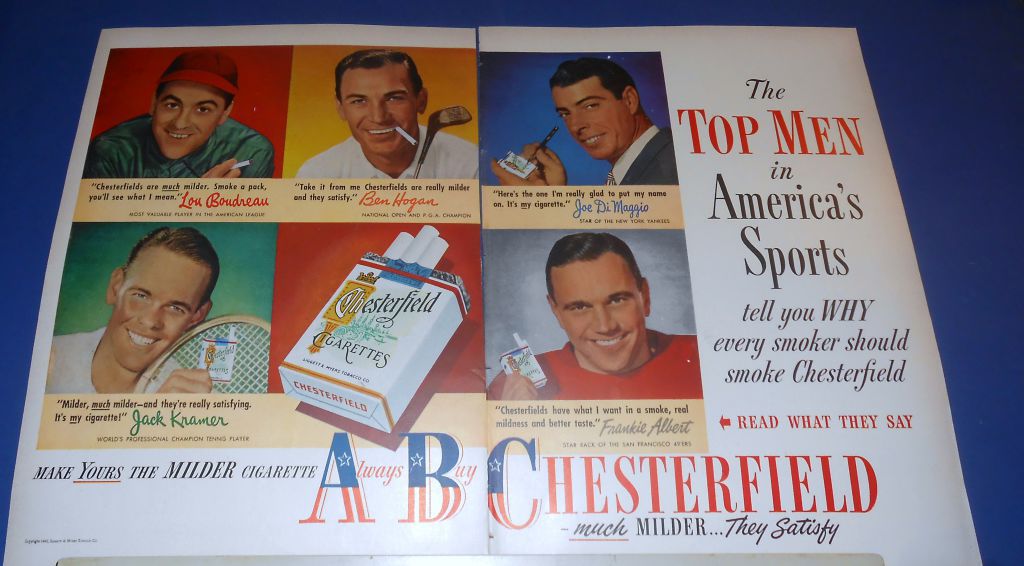 "Chesterfields are much milder. Smoke a pack,
you'll see what I mean." Lou Boudreau
MOST VALUABLE PLAYER IN THE AMERICAN LEAGUE
"Take it from me Chesterfields are really milder
and they satisfy." Ben Hogan
NATIONAL OPEN AND P.G.A. CHAMPION
"Here's the one I'm really glad to put my name
on. It's my cigarette." Joe Di Maggio
STAR OF THE NEW YORK YANKEES
The
TOP MEN
in
America's
Sports
tell you WHY
every smoker should
smoke Chesterfield
READ WHAT THEY SAY
Chesterfield
CIGARETTES
LIGGETT & MYERS TOBACCO CO
CHESTERFIELD
"Milder, much milder—and they're really satisfying.
It's my cigarette!" Jack Kramer
WORLD'S PROFESSIONAL CHAMPION TENNIS PLAYER
"Chesterfields have what I want in a smoke, real
mildness and better taste." Frankie Albert
STAR BACK OF THE SAN FRANCISCO 49'ERS
MAKE YOURS THE MILDER CIGARETTE Always Buy CHESTERFIELD
- much MILDER...They Satisfy